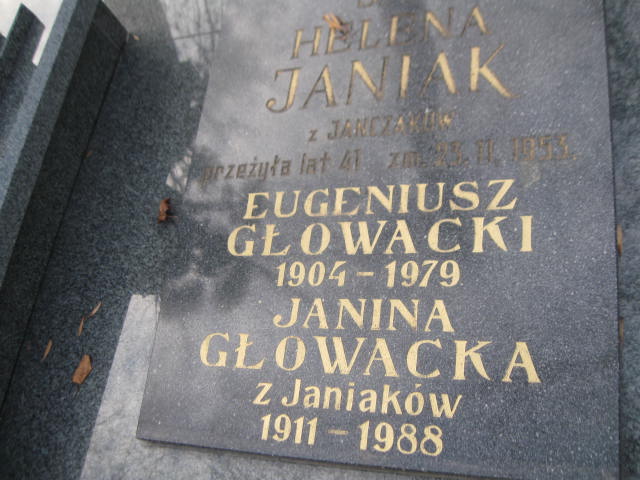 HELENA
JANIAK
z JANCZAKÓW
przeżyła lat 41 zm. 23. II. 1953.
EUGENIUSZ
GŁOWACKI
1904 - 1979
JANINA
GŁOWACKA
z Janiaków
1911 - 1988